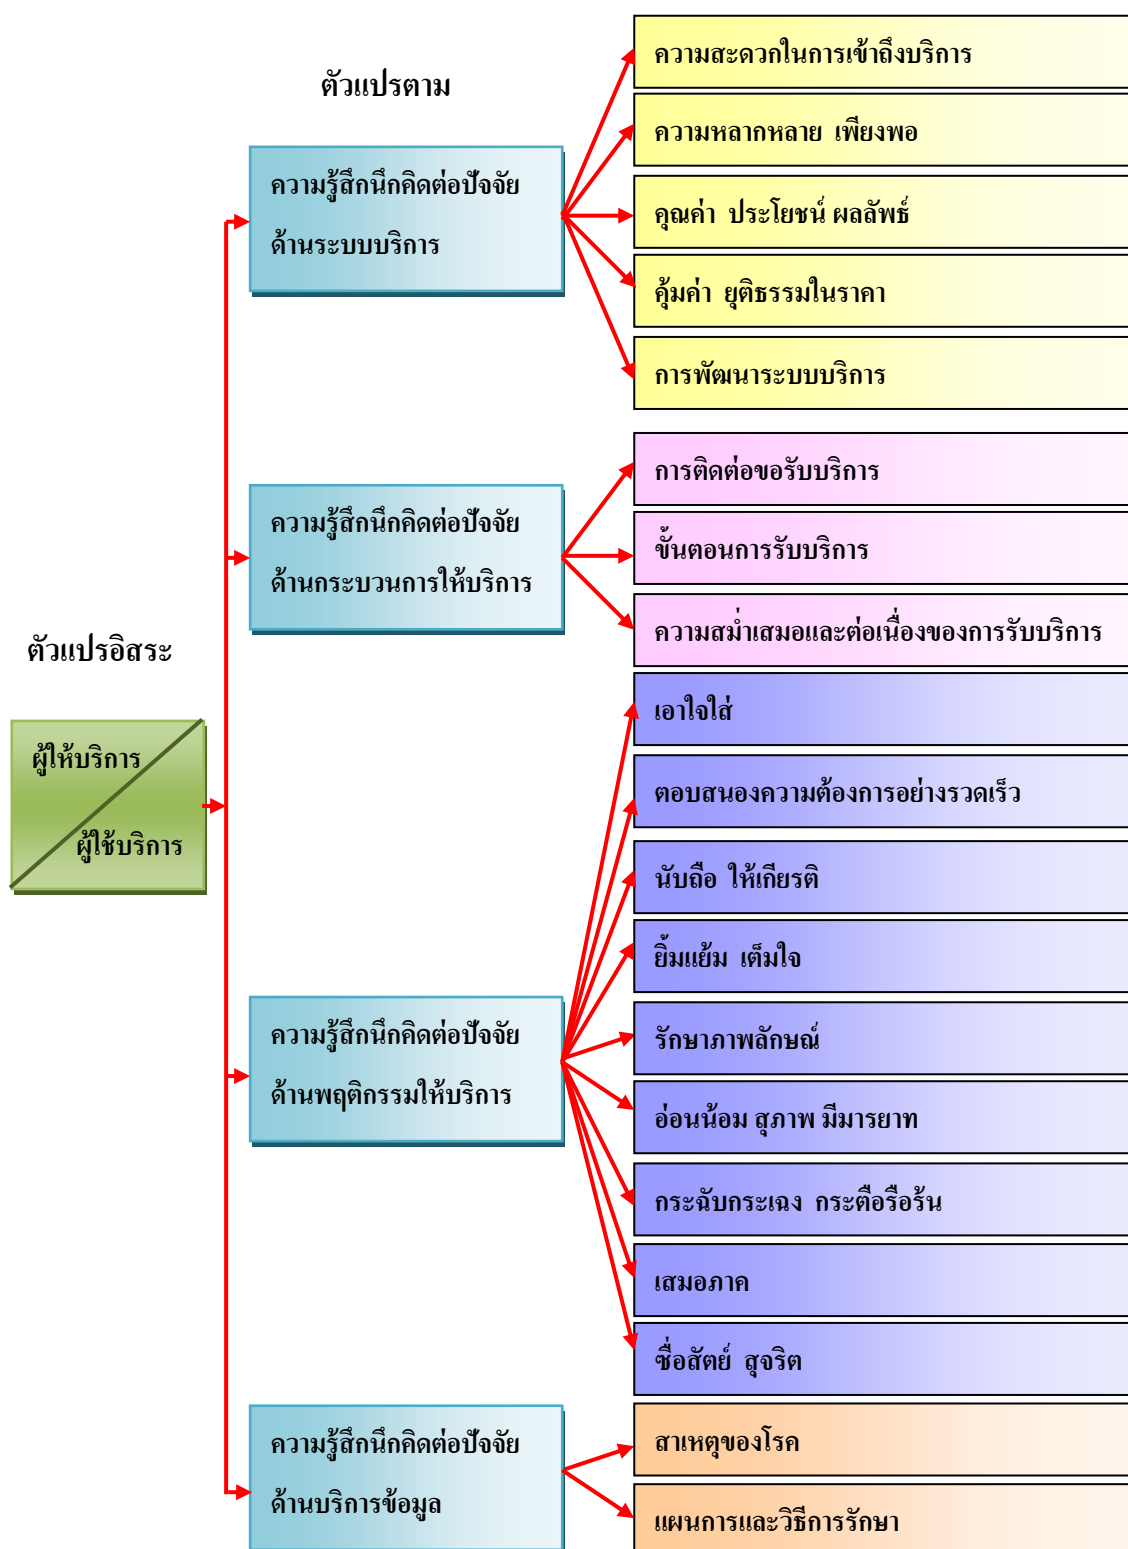 ตัวแปรตาม
ความรู้สึกนึกคิดต่อปัจจัย
ด้านระบบบริการ
ความสะดวกในการเข้าถึงบริการ
ความหลากหลาย เพียงพอ
คุณค่า ประโยชน์ ผลลัพธ์
คุ้มค่า ยุติธรรมในราคา
การพัฒนาระบบบริการ
ความรู้สึกนึกคิดต่อปัจจัย
ด้านกระบวนการให้บริการ
การติดต่อขอรับบริการ
ขั้นตอนการรับบริการ
ความสม่ำเสมอและต่อเนื่องของการรับบริการ
ตัวแปรอิสระ
ผู้ให้บริการ
ผู้ใช้บริการ
ความรู้สึกนึกคิดต่อปัจจัย
ด้านพฤติกรรมให้บริการ
เอาใจใส่
ตอบสนองความต้องการอย่างรวดเร็ว
นับถือ ให้เกียรติ
ยิ้มแย้ม เต็มใจ
รักษาภาพลักษณ์
อ่อนน้อม สุภาพ มีมารยาท
กระฉับกระเฉง กระตือรือร้น
เสมอภาค
ซื่อสัตย์ สุจริต
ความรู้สึกนึกคิดต่อปัจจัย
ด้านบริการข้อมูล
สาเหตุของโรค
แผนการและวิธีการรักษา